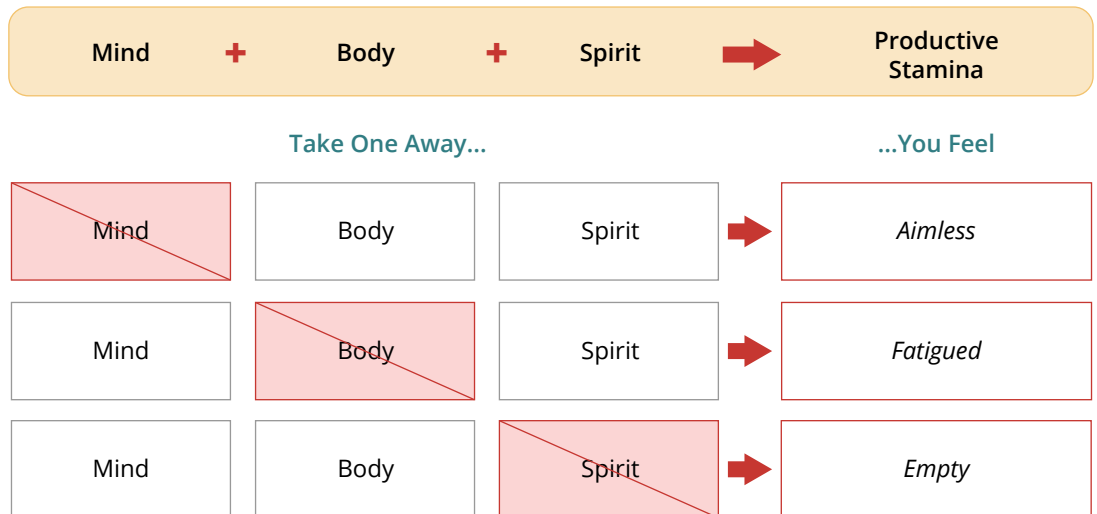 Mind + Body + Spirit Productive
Stamina
Take One Away... ...You Feel
Mind Body Spirit Aimless
Mind Body Spirit Fatigued
Mind Body Spirit Empty